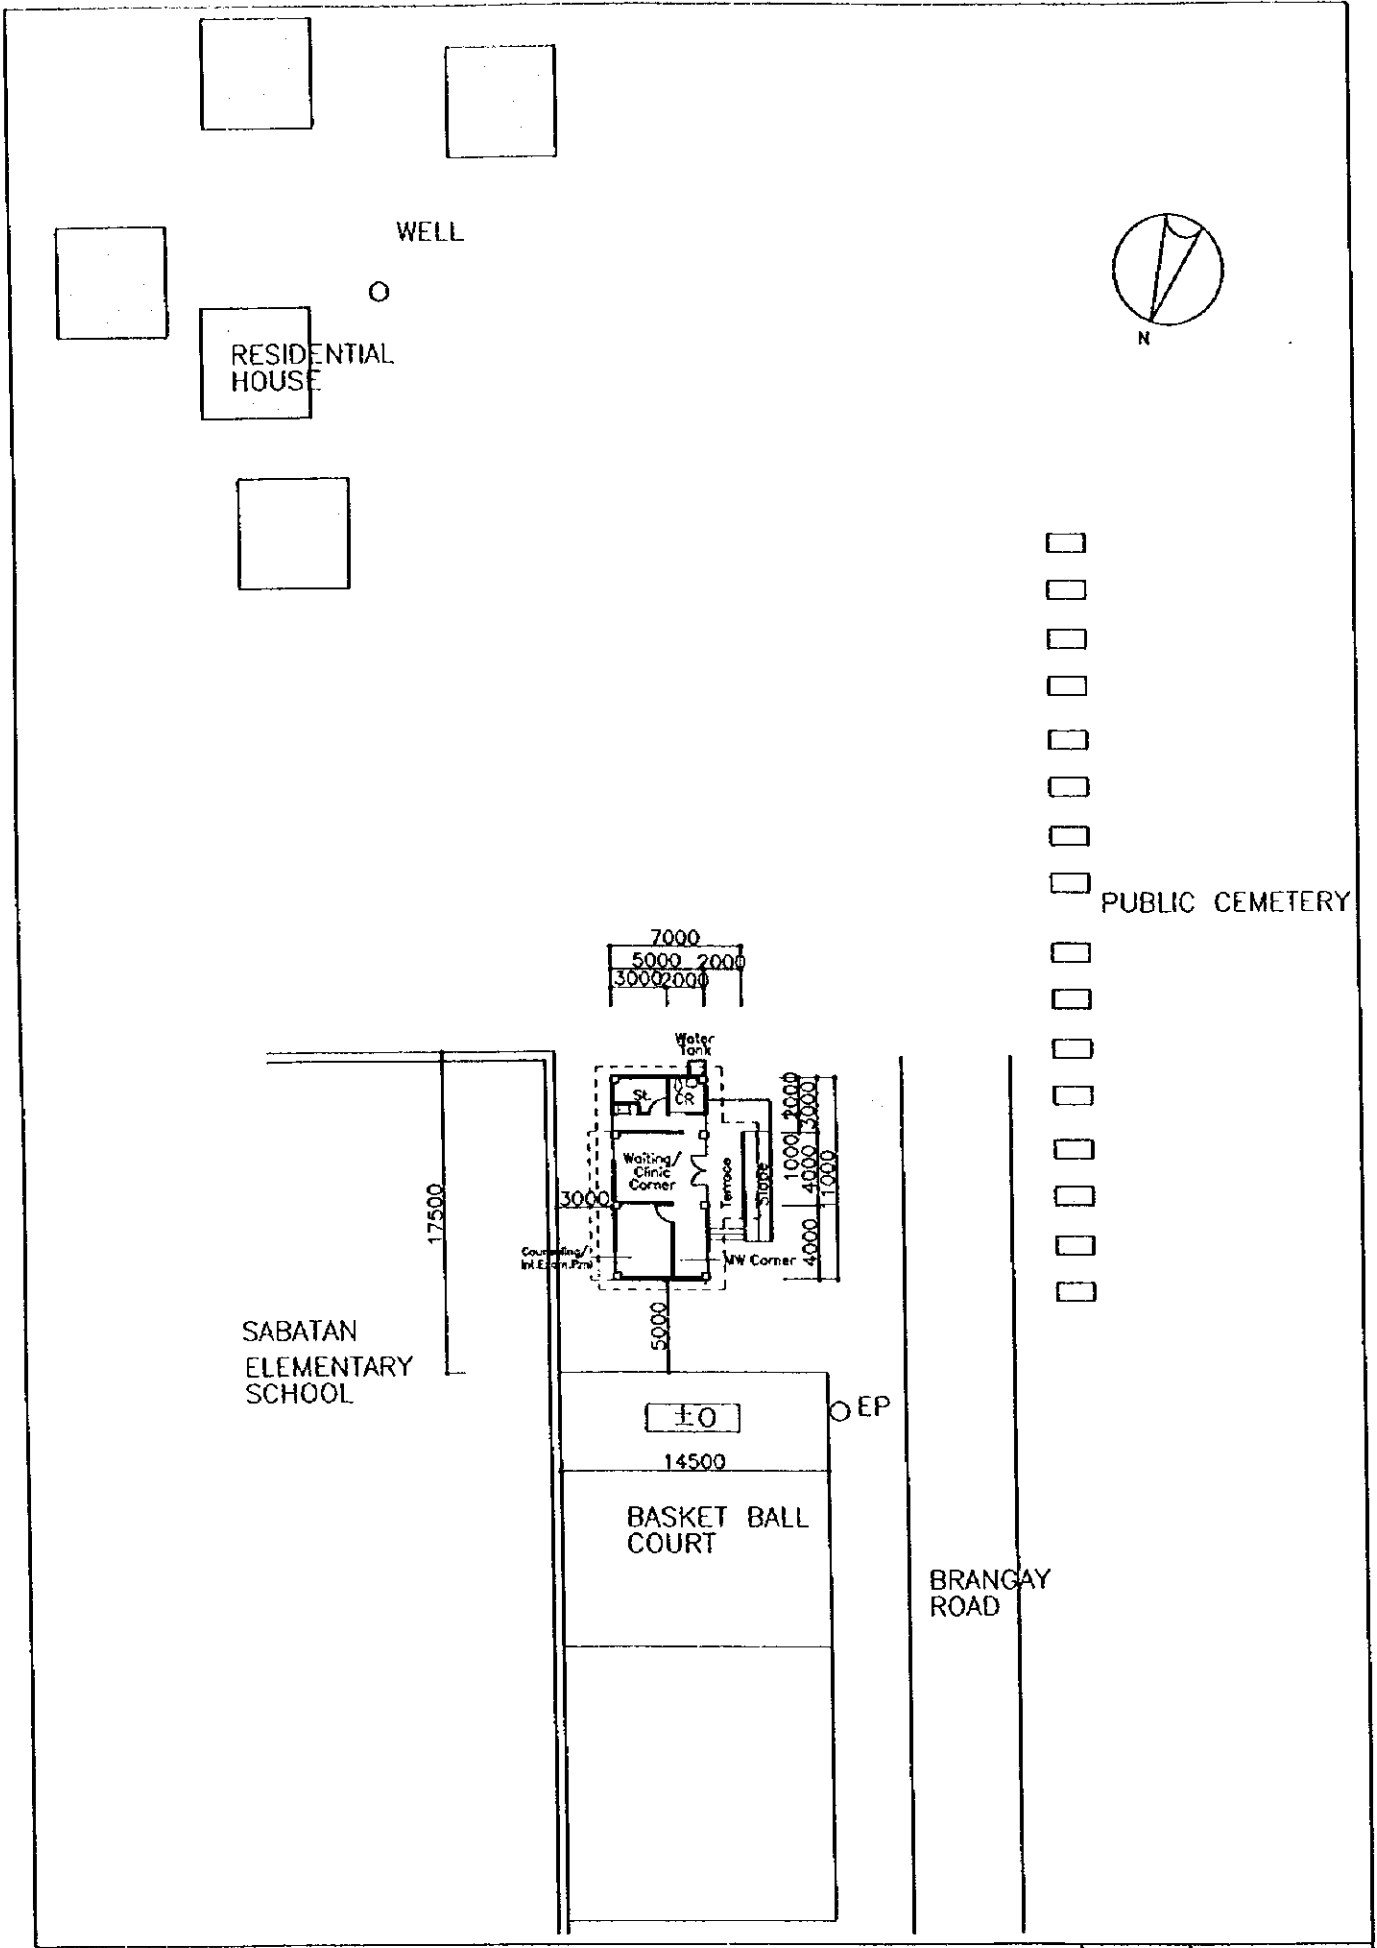 WELL
N
RESIDENTIAL
HOUSE
PUBLIC CEMETERY
7000
5000 2000
3000 2000
Water
Tank
St.
CR
2000
3000
Waiting/
Clinic
Corner
Terrace
Slope
1000
4000
1000
3000
17500
4000
MW Corner
5000
SABATAN
ELEMENTARY
SCHOOL
±0
EP
14500
BASKET BALL
COURT
BRANGAY
ROAD